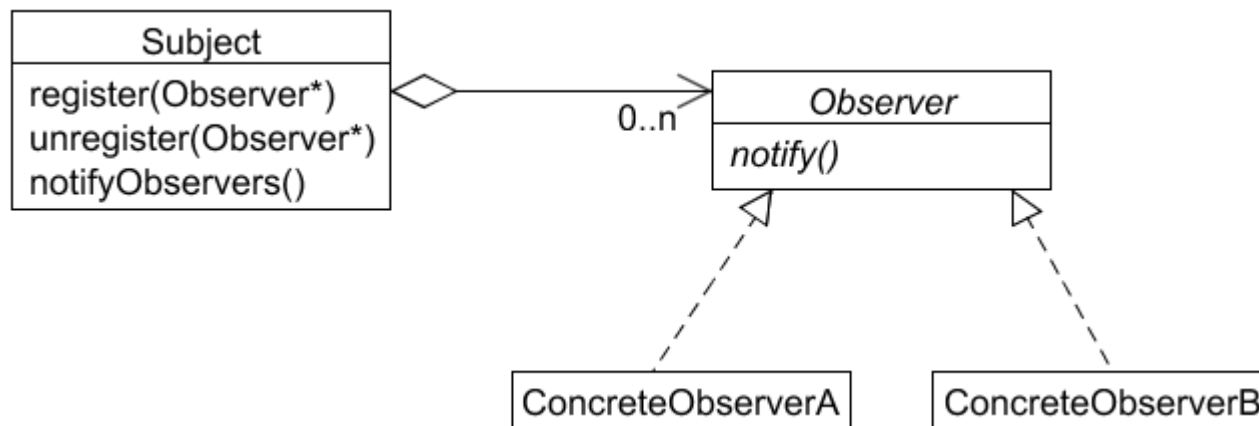 Subject
register(Observer*)
unregister(Observer*)
notifyObservers()
0..n
Observer
notify()
ConcreteObserverA
ConcreteObserverB